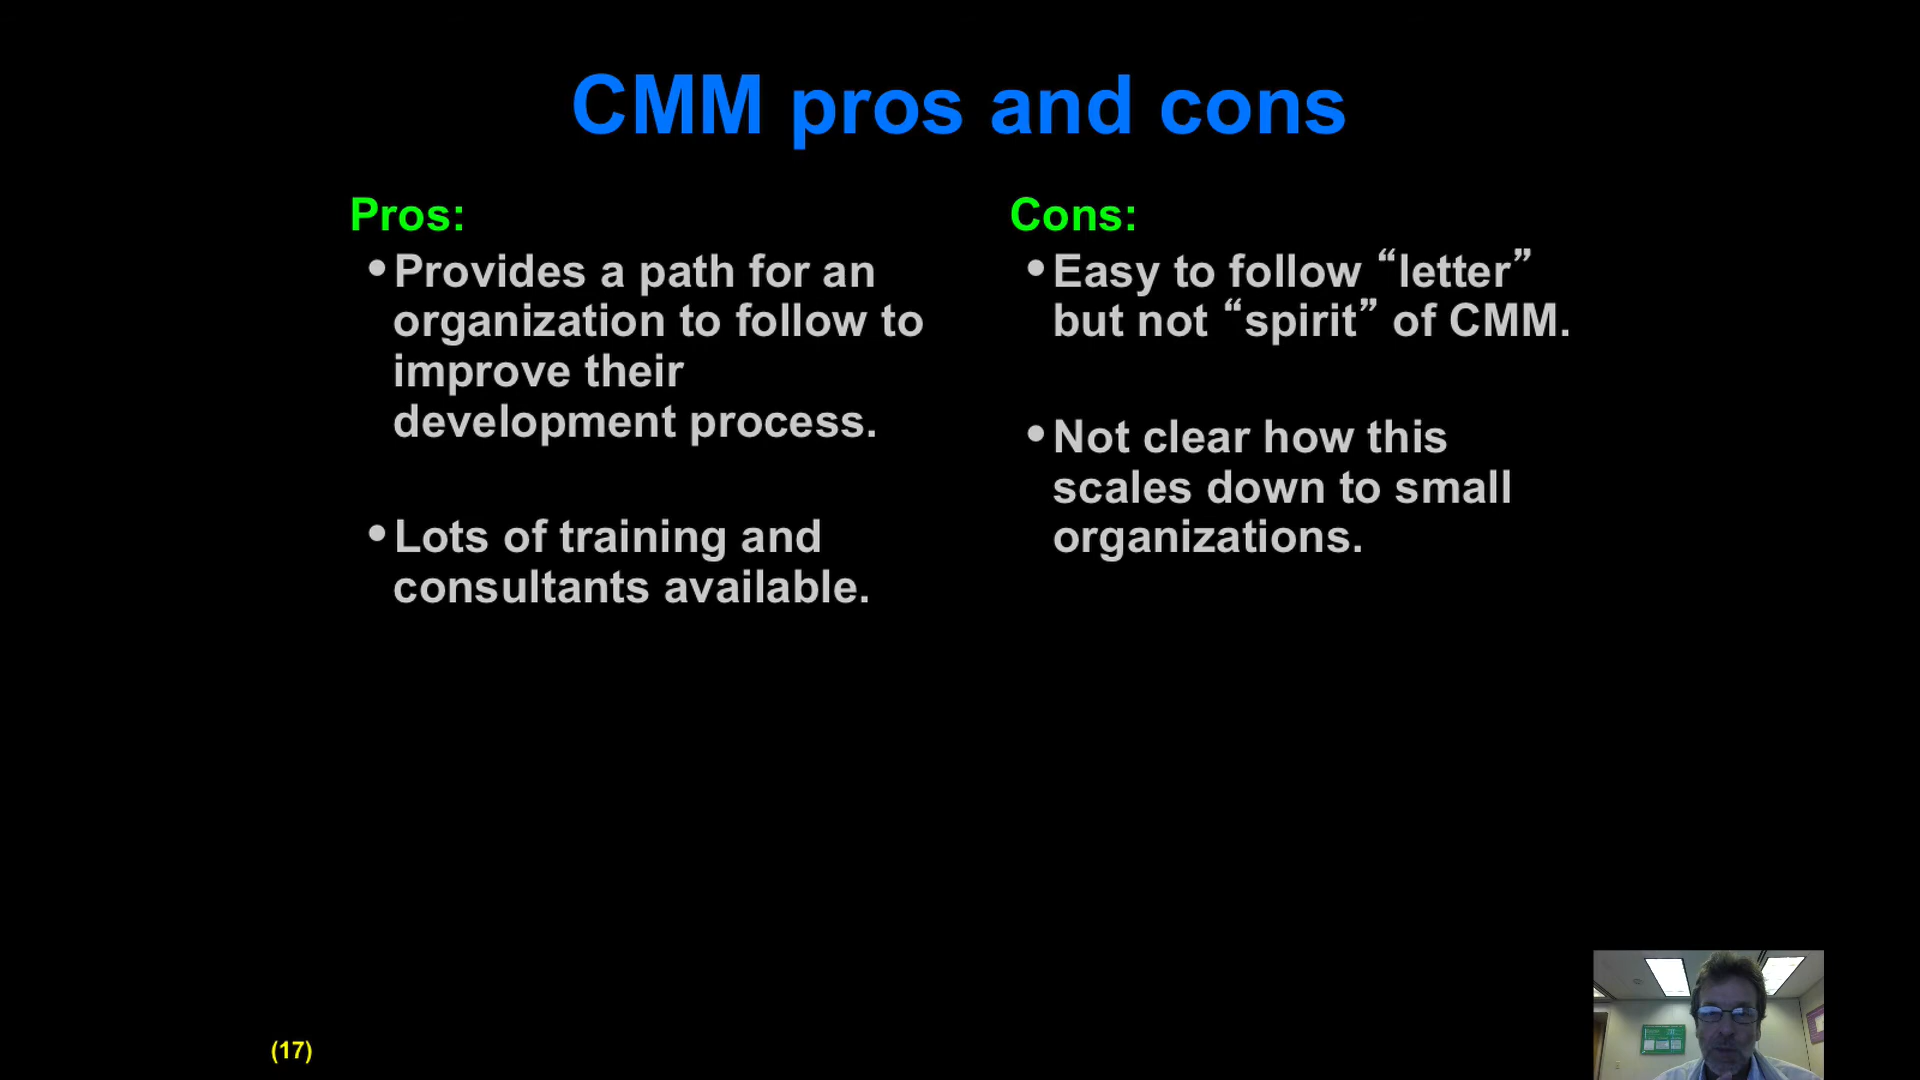 CMM pros and cons
Pros:
•Provides a path for an
organization to follow to
improve their
development process.
•Lots of training and
consultants available.
Cons:
•Easy to follow “letter”
but not “spirit” of CMM.
•Not clear how this
scales down to small
organizations.
(17)